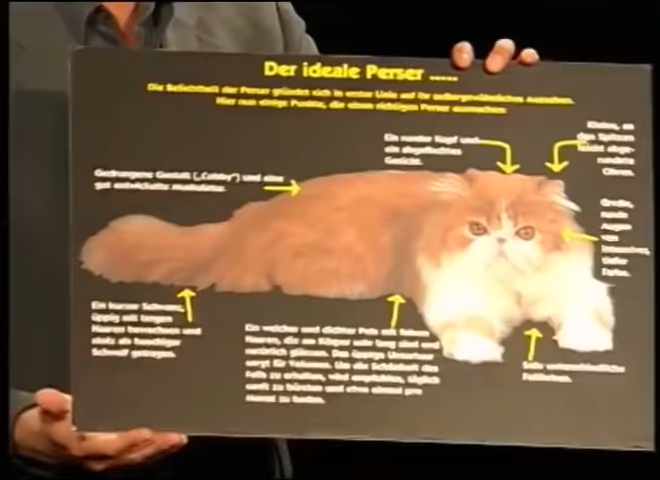 Der ideale Perser .....
Die Beliebtheit der Perser gründet sich in erster Linie auf ihr außergewöhnliches Aussehen.
Hier nun einige Punkte, die einen richtigen Perser ausmachen
Ein runder Kopf und
ein abgeflachtes
Gesicht.
Kleine, an
den Spitzen
leicht abge-
rundete
Ohren.
Gedrungene Gestalt („Cobby") und eine
gut entwickelte Muskulatur.
Große,
runde
Augen
von
intensiver,
tiefer
Farbe.
Ein kurzer Schwanz,
üppig mit langen
Haaren bewachsen und
stets als buschiger
Schweif getragen.
Ein weicher und dichter Pelz mit
Haaren, die am Körper sehr lang sind und
natürlich glänzen. Das üppige Unterhaar
sorgt für Volumen. Um die Schönheit des
Fells zu erhalten, wird empfohlen, täglich
sanft zu bürsten und etwa einmal pro
Monat zu baden.
Sehr unterschiedliche
Fellfarben.